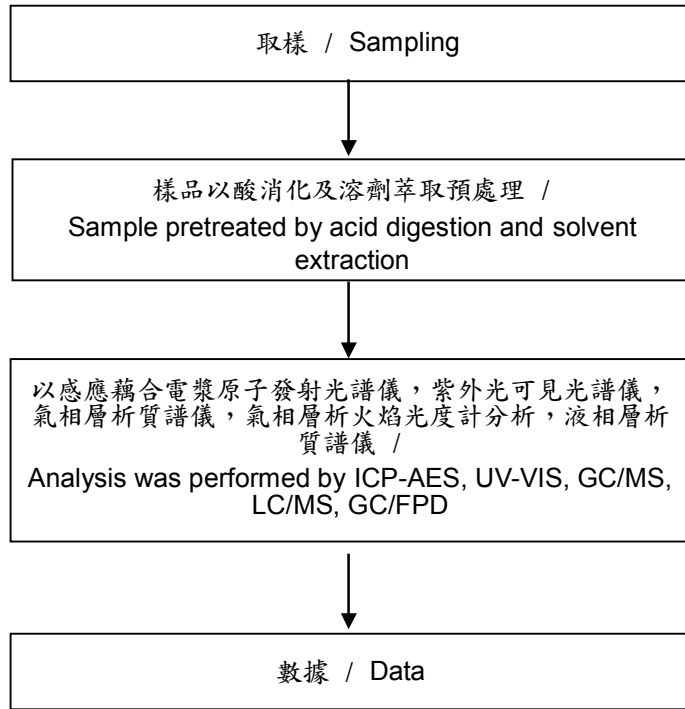 取樣 / Sampling
樣品以酸消化及溶劑萃取預處理 /
Sample pretreated by acid digestion and solvent
extraction
以感應藕合電漿原子發射光譜儀，紫外光可見光譜儀，
氣相層析質譜儀，氣相層析火焰光度計分析，液相層析
質譜儀 /
Analysis was performed by ICP-AES, UV-VIS, GC/MS,
LC/MS, GC/FPD
數據 / Data